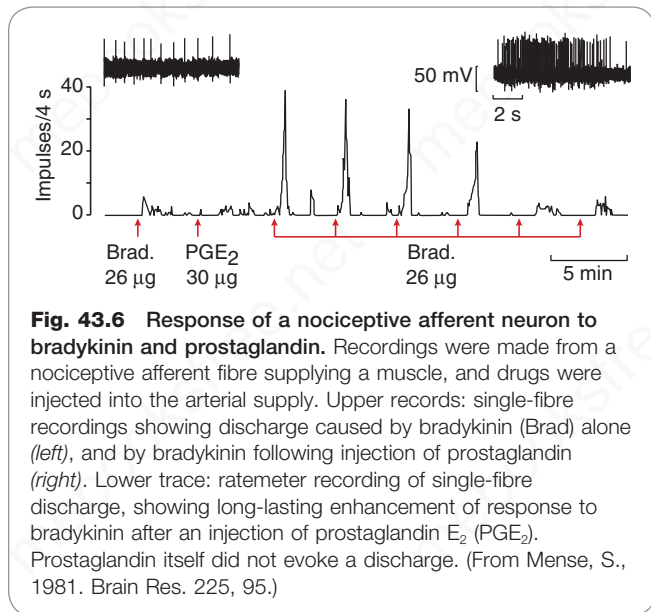 40
20
0
Impulses/4 s
50 mV
2 s
Brad.
26 µg
PGE2
30 µg
Brad.
26 µg
5 min
Fig. 43.6 Response of a nociceptive afferent neuron to
bradykinin and prostaglandin. Recordings were made from a
nociceptive afferent fibre supplying a muscle, and drugs were
injected into the arterial supply. Upper records: single-fibre
recordings showing discharge caused by bradykinin (Brad) alone
(left), and by bradykinin following injection of prostaglandin
(right). Lower trace: ratemeter recording of single-fibre
discharge, showing long-lasting enhancement of response to
bradykinin after an injection of prostaglandin E2 (PGE2).
Prostaglandin itself did not evoke a discharge. (From Mense, S.,
1981. Brain Res. 225, 95.)